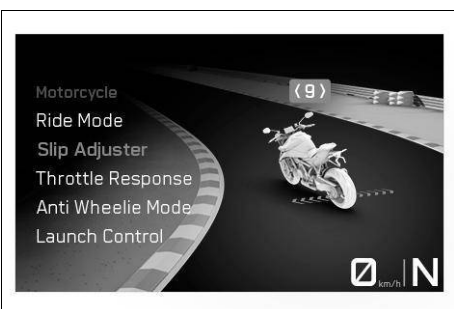 Motorcycle
Ride Mode
Slip Adjuster
Throttle Response
Anti Wheelie Mode
Launch Control
⟨9⟩
0 km/h N